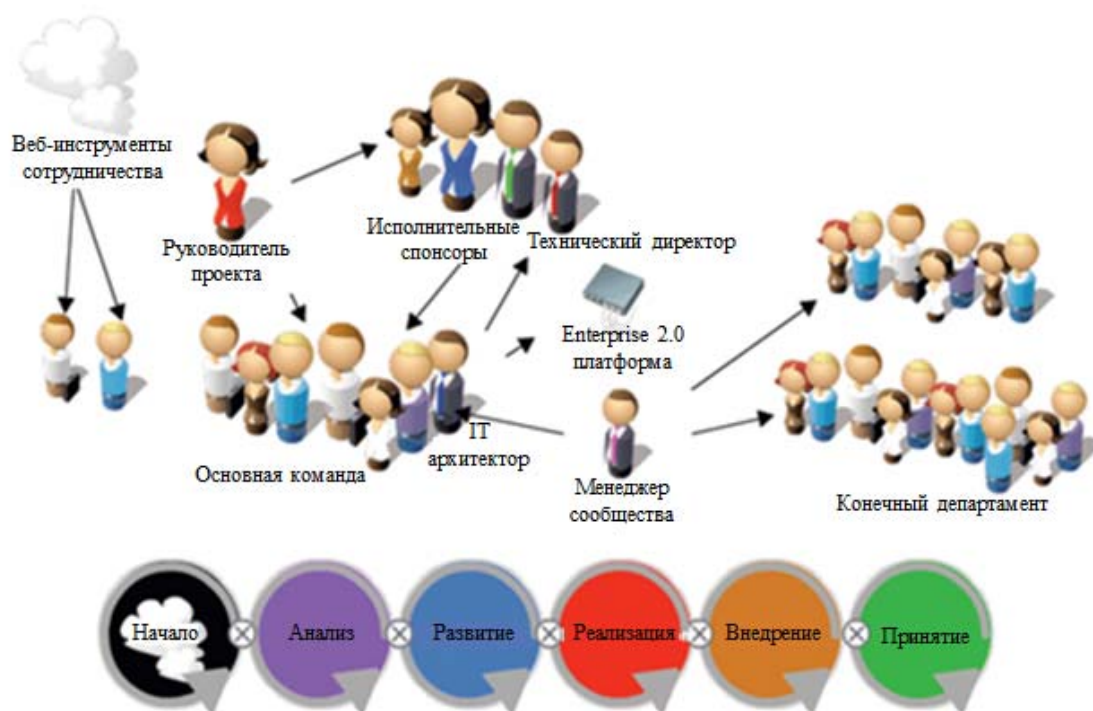 Веб-инструменты
сотрудничества
Руководитель
проекта
Исполнительные
спонсоры
Технический директор
Enterprise 2.0
платформа
IT
архитектор
Основная команда
Менеджер
сообщества
Конечный департамент
Начало
Анализ
Развитие
Реализация
Внедрение
Принятие